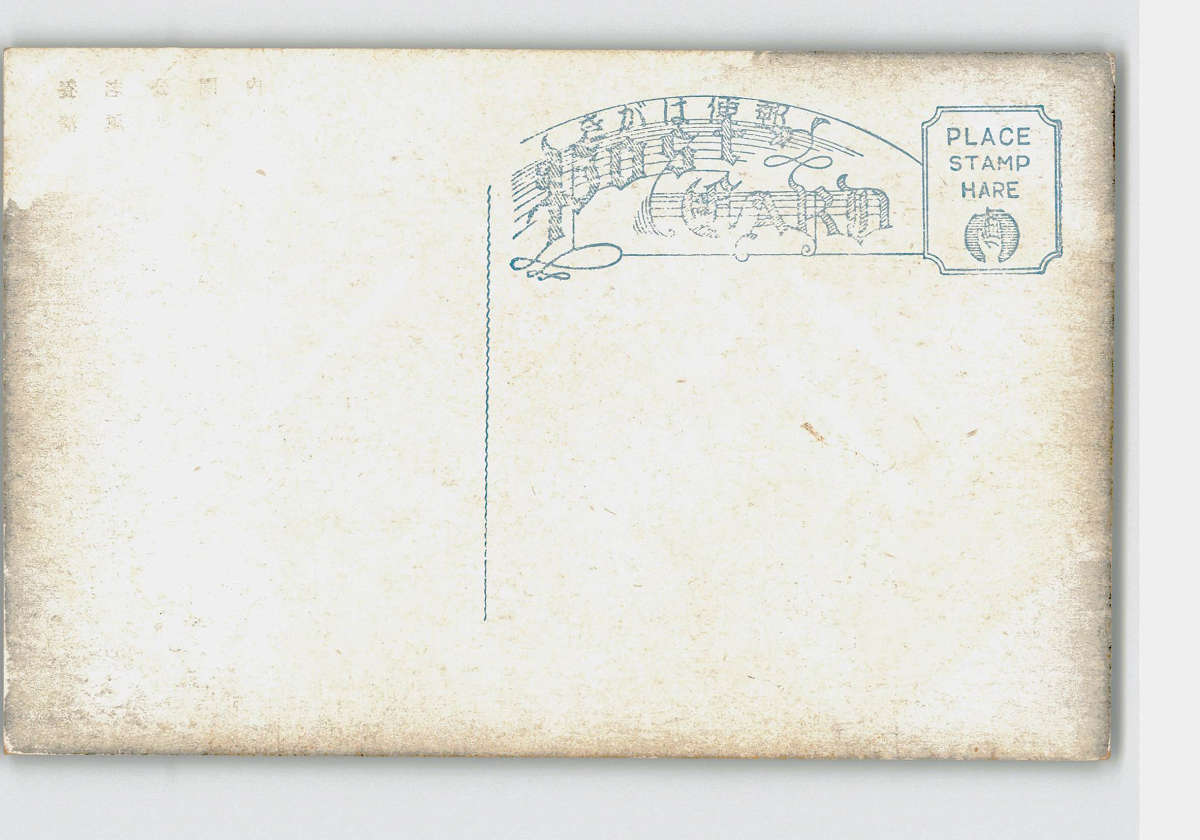 きがは便郵
Post
CARD
PLACE
STAMP
HARE